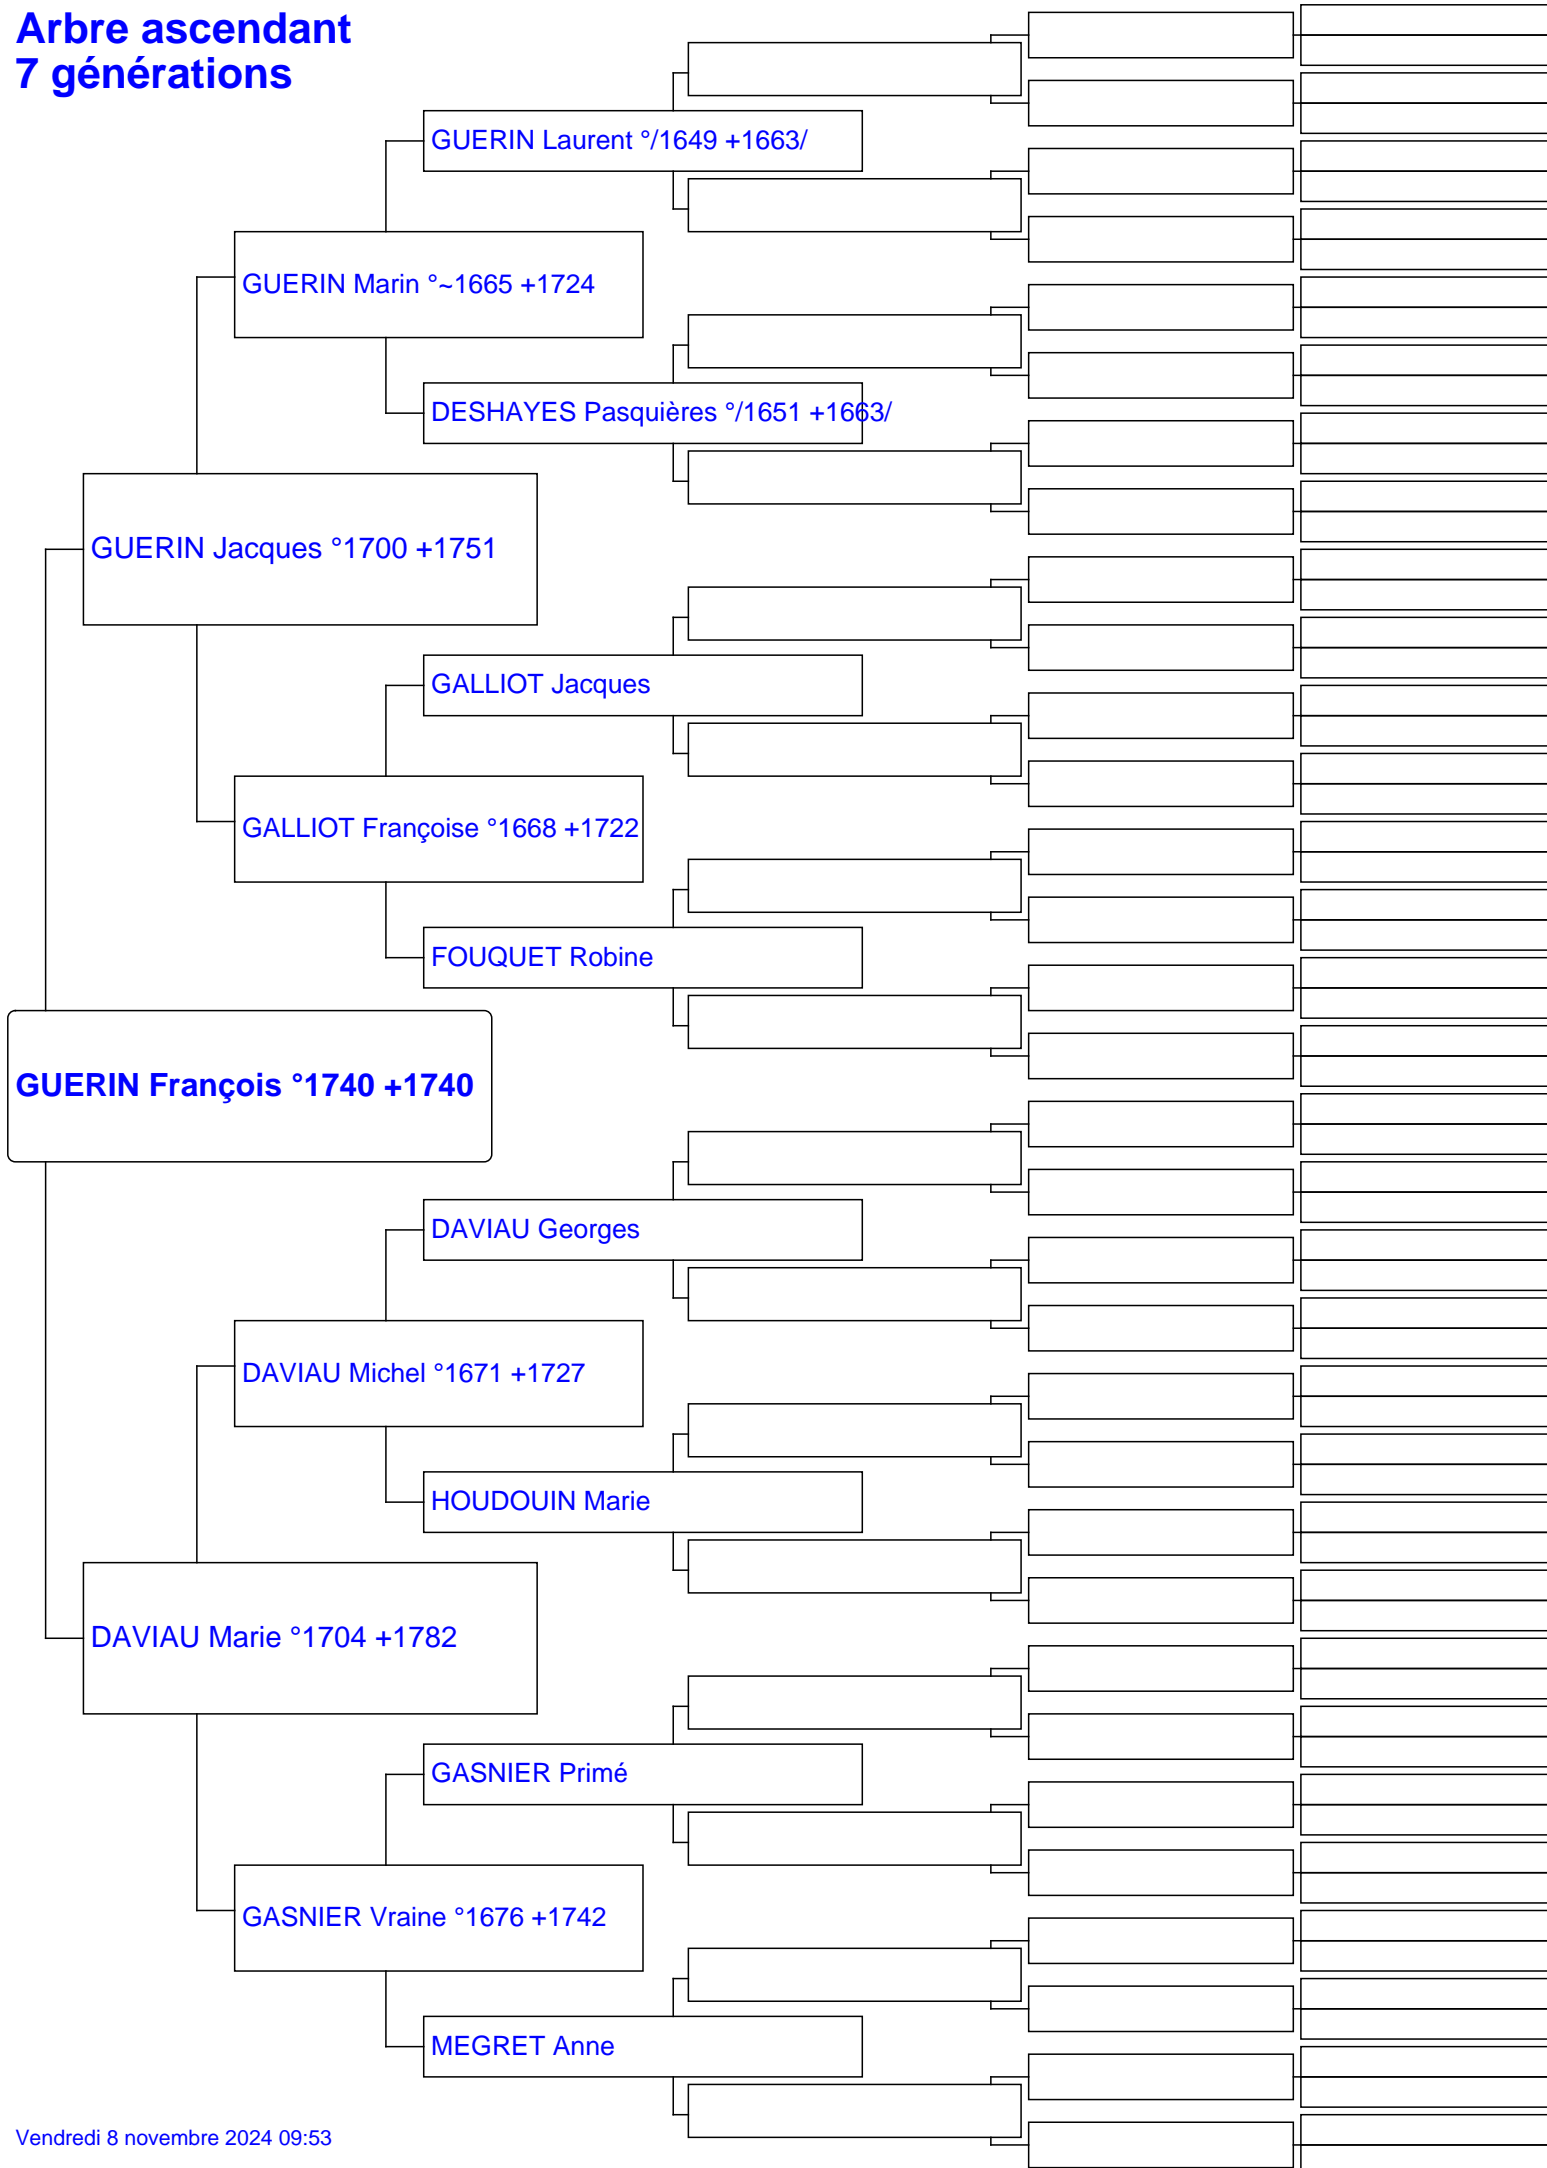 Arbre ascendant
7 générations
GUERIN Laurent °/1649 +1663/
GUERIN Marin °~1665 +1724
DESHAYES Pasquières °/1651 +1663/
GUERIN Jacques °1700 +1751
GALLIOT Jacques
GALLIOT Françoise °1668 +1722
FOUQUET Robine
GUERIN François °1740 +1740
DAVIAU Georges
DAVIAU Michel °1671 +1727
HOUDOUIN Marie
DAVIAU Marie °1704 +1782
GASNIER Primé
GASNIER Vraine °1676 +1742
MEGRET Anne
Vendredi 8 novembre 2024 09:53